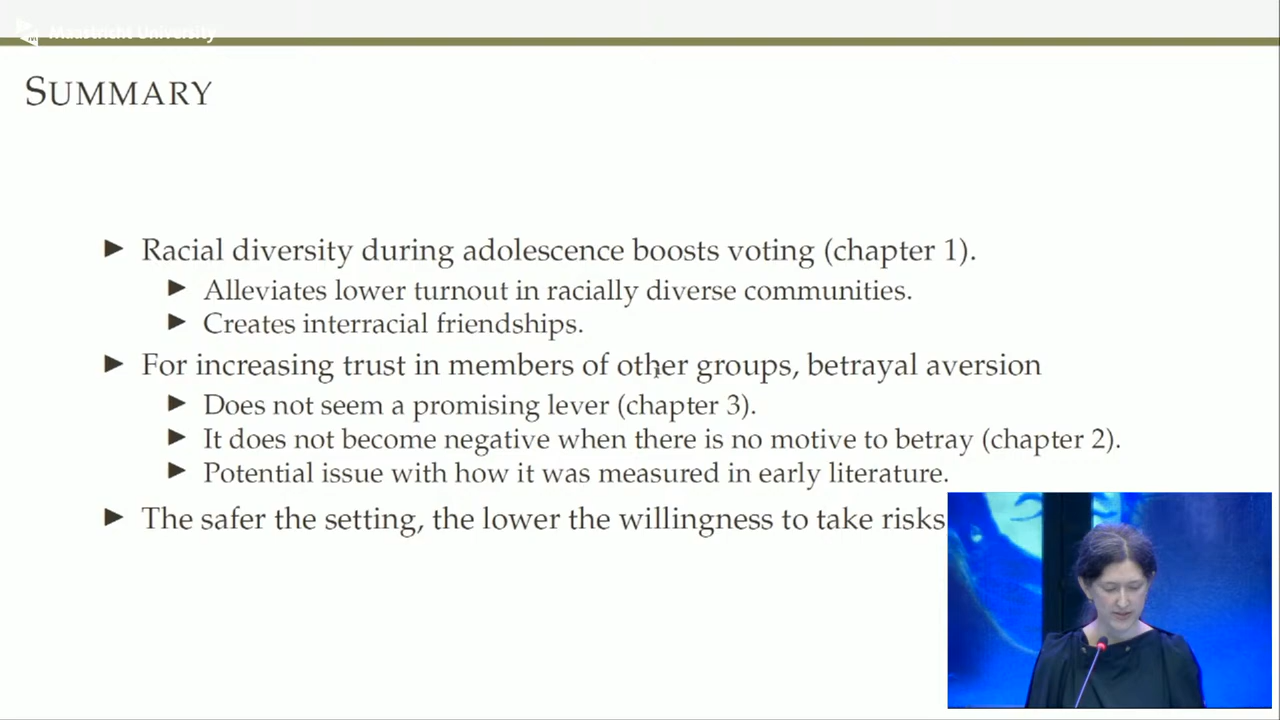 Maastricht University
SUMMARY
► Racial diversity during adolescence boosts voting (chapter 1).
► Alleviates lower turnout in racially diverse communities.
► Creates interracial friendships.
► For increasing trust in members of other groups, betrayal aversion
► Does not seem a promising lever (chapter 3).
► It does not become negative when there is no motive to betray (chapter 2).
► Potential issue with how it was measured in early literature.
► The safer the setting, the lower the willingness to take risks